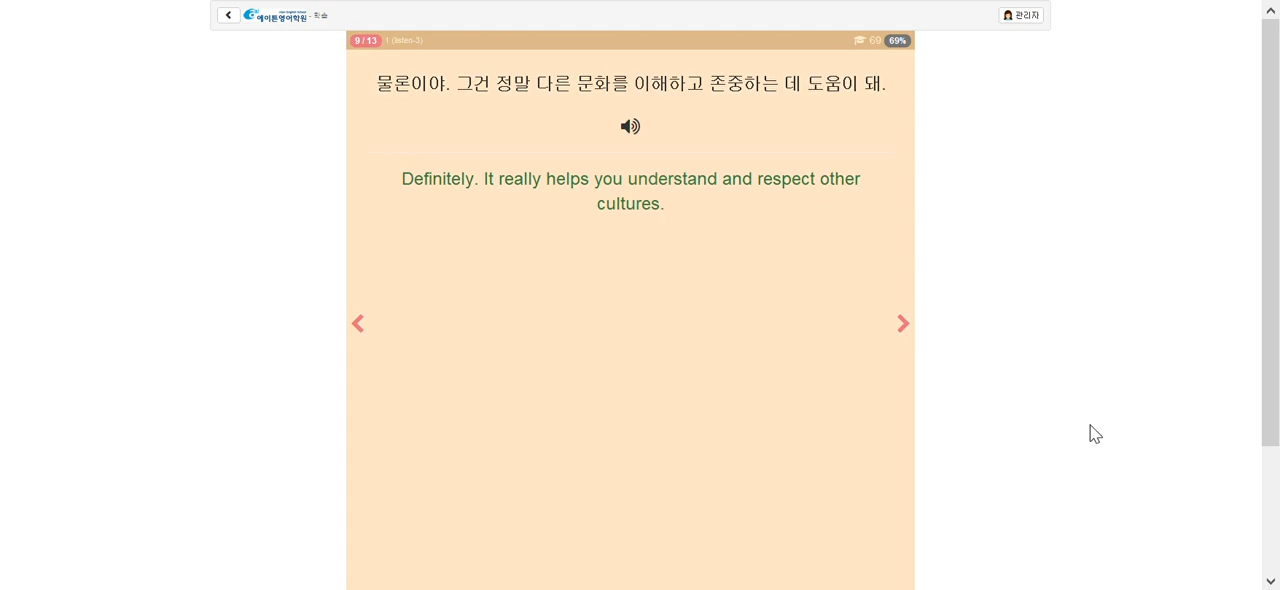 에이튼영어학원 - 학습
관리자
9 / 13 1 (listen-3) 69 69%
물론이야. 그건 정말 다른 문화를 이해하고 존중하는 데 도움이 돼.
Definitely. It really helps you understand and respect other
cultures.